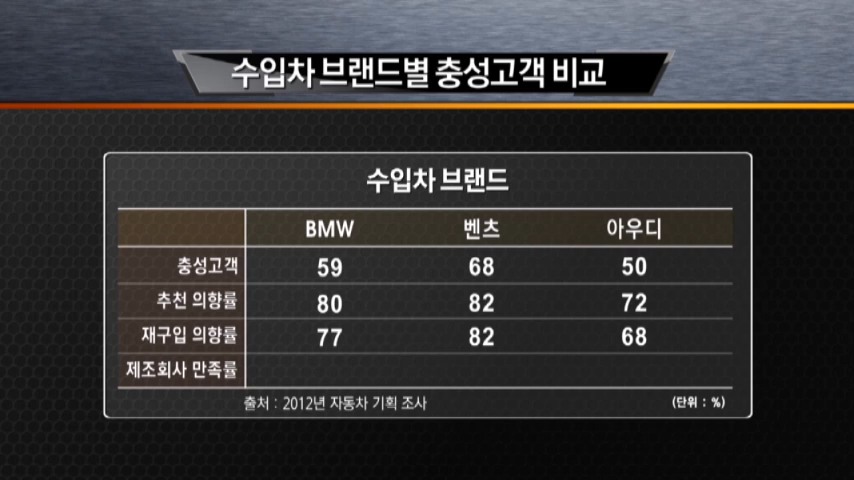 수입차 브랜드별 충성고객 비교
수입차 브랜드
BMW 벤츠 아우디
충성고객 59 68 50
추천 의향률 80 82 72
재구입 의향률 77 82 68
제조회사 만족률
출처 : 2012년 자동차 기획 조사 (단위 : %)